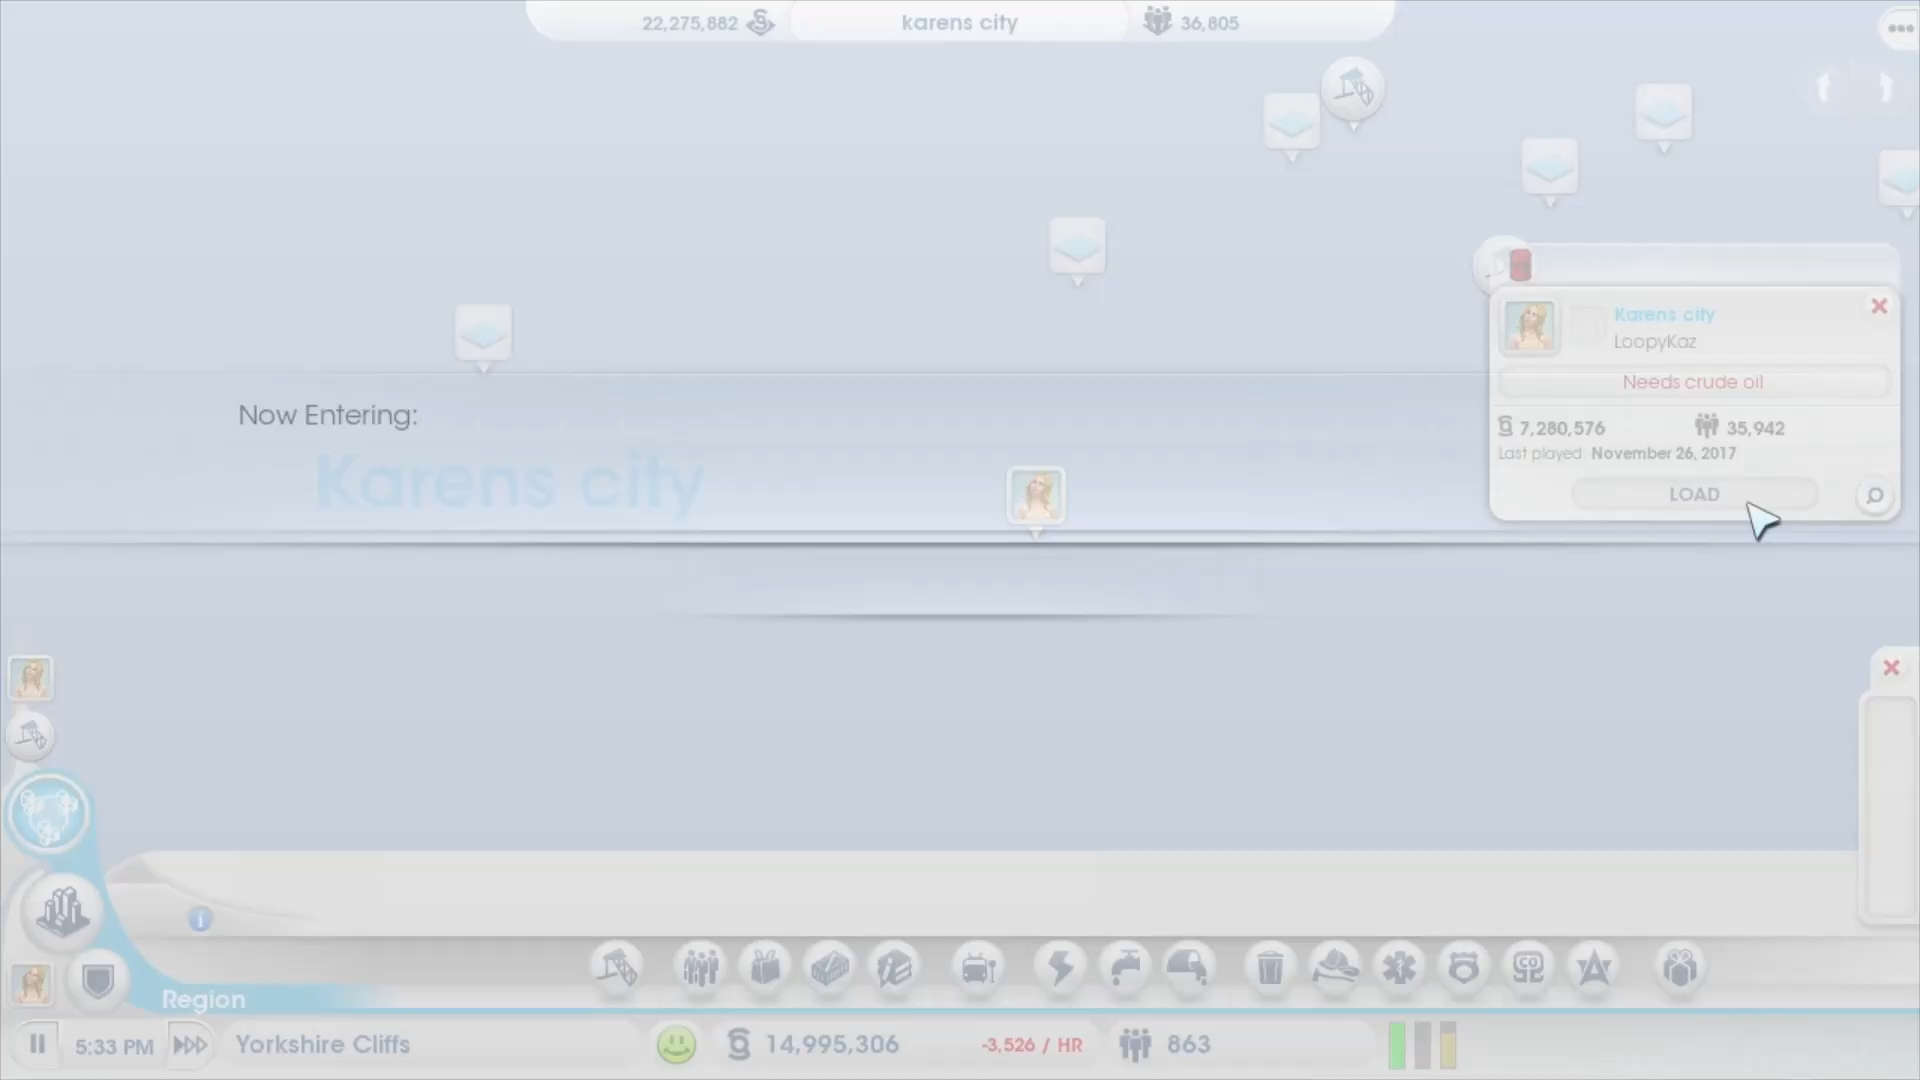 22,275,882
karens city
36,805
Karens city
LoopyKaz
Needs crude oil
7,280,576
35,942
Last played: November 26, 2017
LOAD
Now Entering:
Karens city
Region
5:33 PM
Yorkshire Cliffs
14,995,306
-3,526 / HR
863